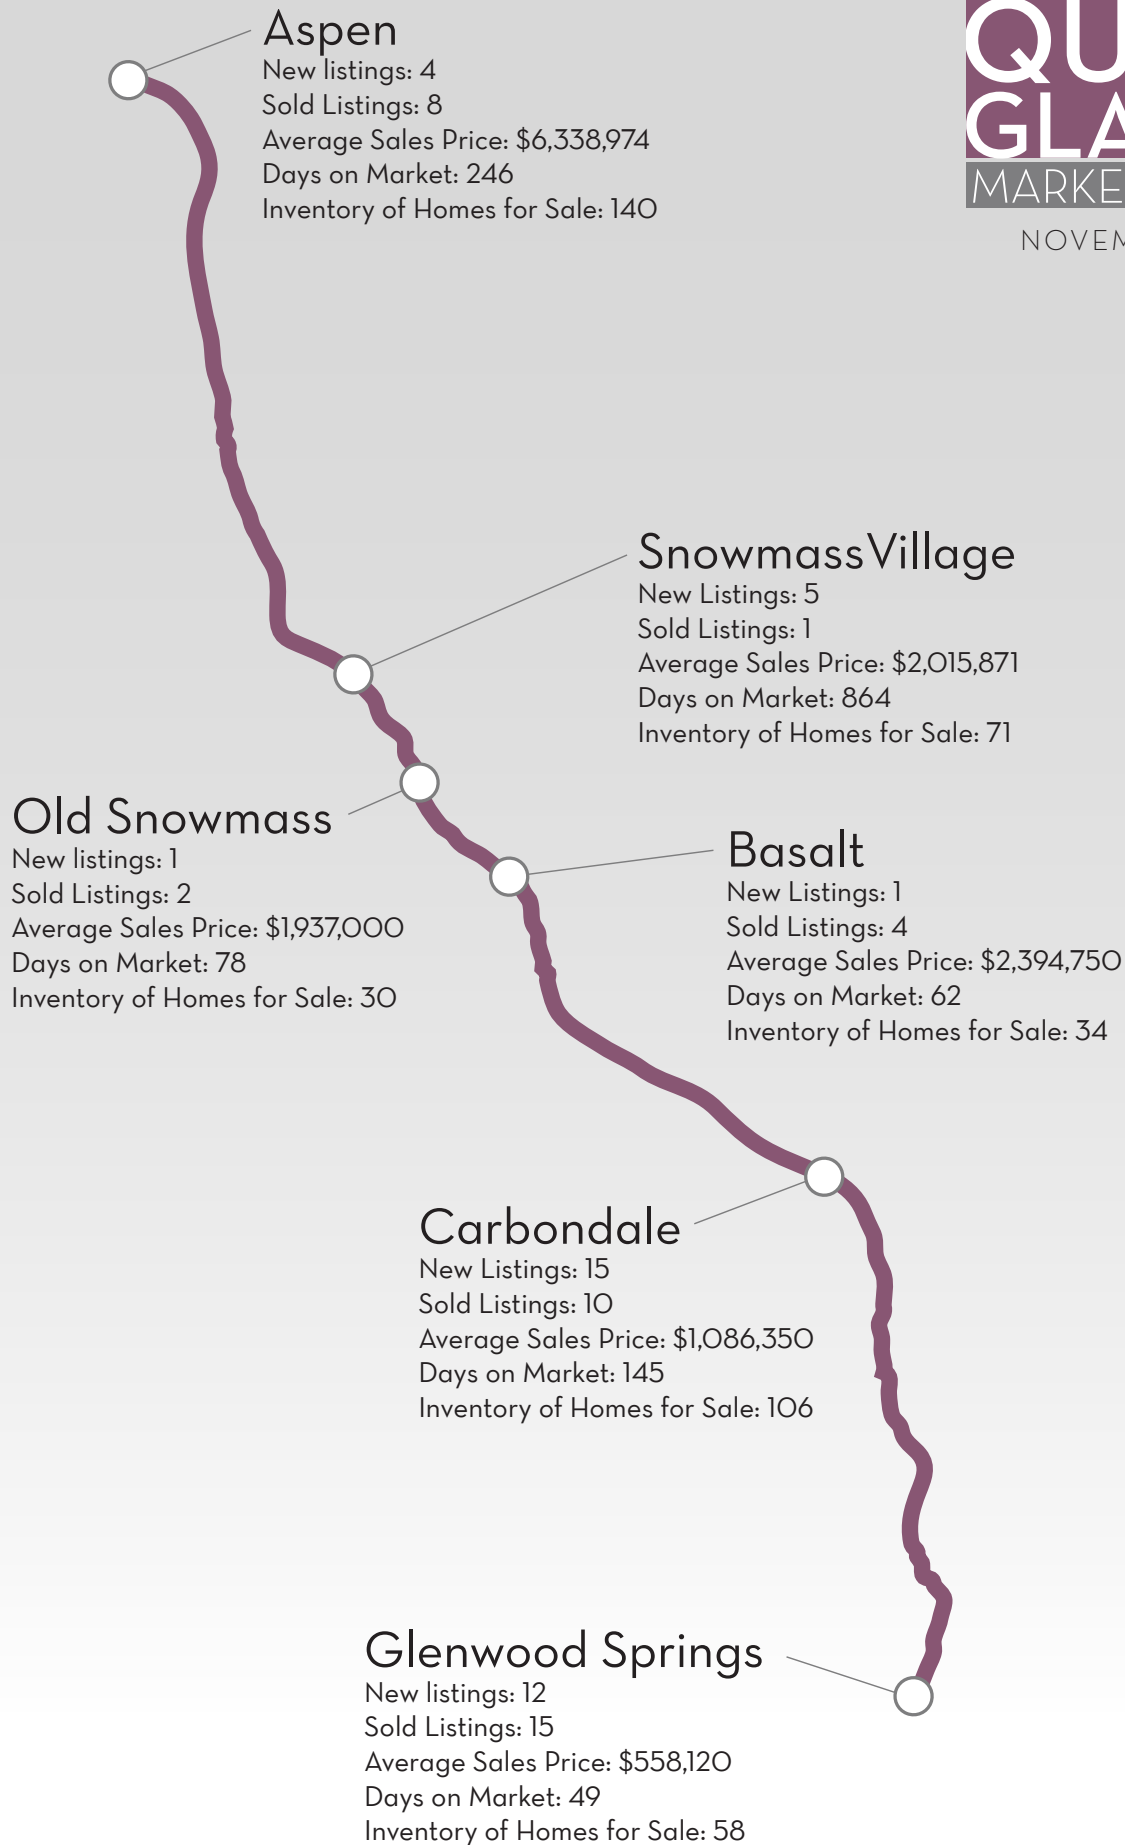 Aspen
New listings: 4
Sold Listings: 8
Average Sales Price: $6,338,974
Days on Market: 246
Inventory of Homes for Sale: 140
NOVEM
Snowmass Village
New Listings: 5
Sold Listings: 1
Average Sales Price: $2,015,871
Days on Market: 864
Inventory of Homes for Sale: 71
Old Snowmass
New listings: 1
Sold Listings: 2
Average Sales Price: $1,937,000
Days on Market: 78
Inventory of Homes for Sale: 30
Basalt
New Listings: 1
Sold Listings: 4
Average Sales Price: $2,394,750
Days on Market: 62
Inventory of Homes for Sale: 34
Carbondale
New Listings: 15
Sold Listings: 10
Average Sales Price: $1,086,350
Days on Market: 145
Inventory of Homes for Sale: 106
Glenwood Springs
New listings: 12
Sold Listings: 15
Average Sales Price: $558,120
Days on Market: 49
Inventory of Homes for Sale: 58